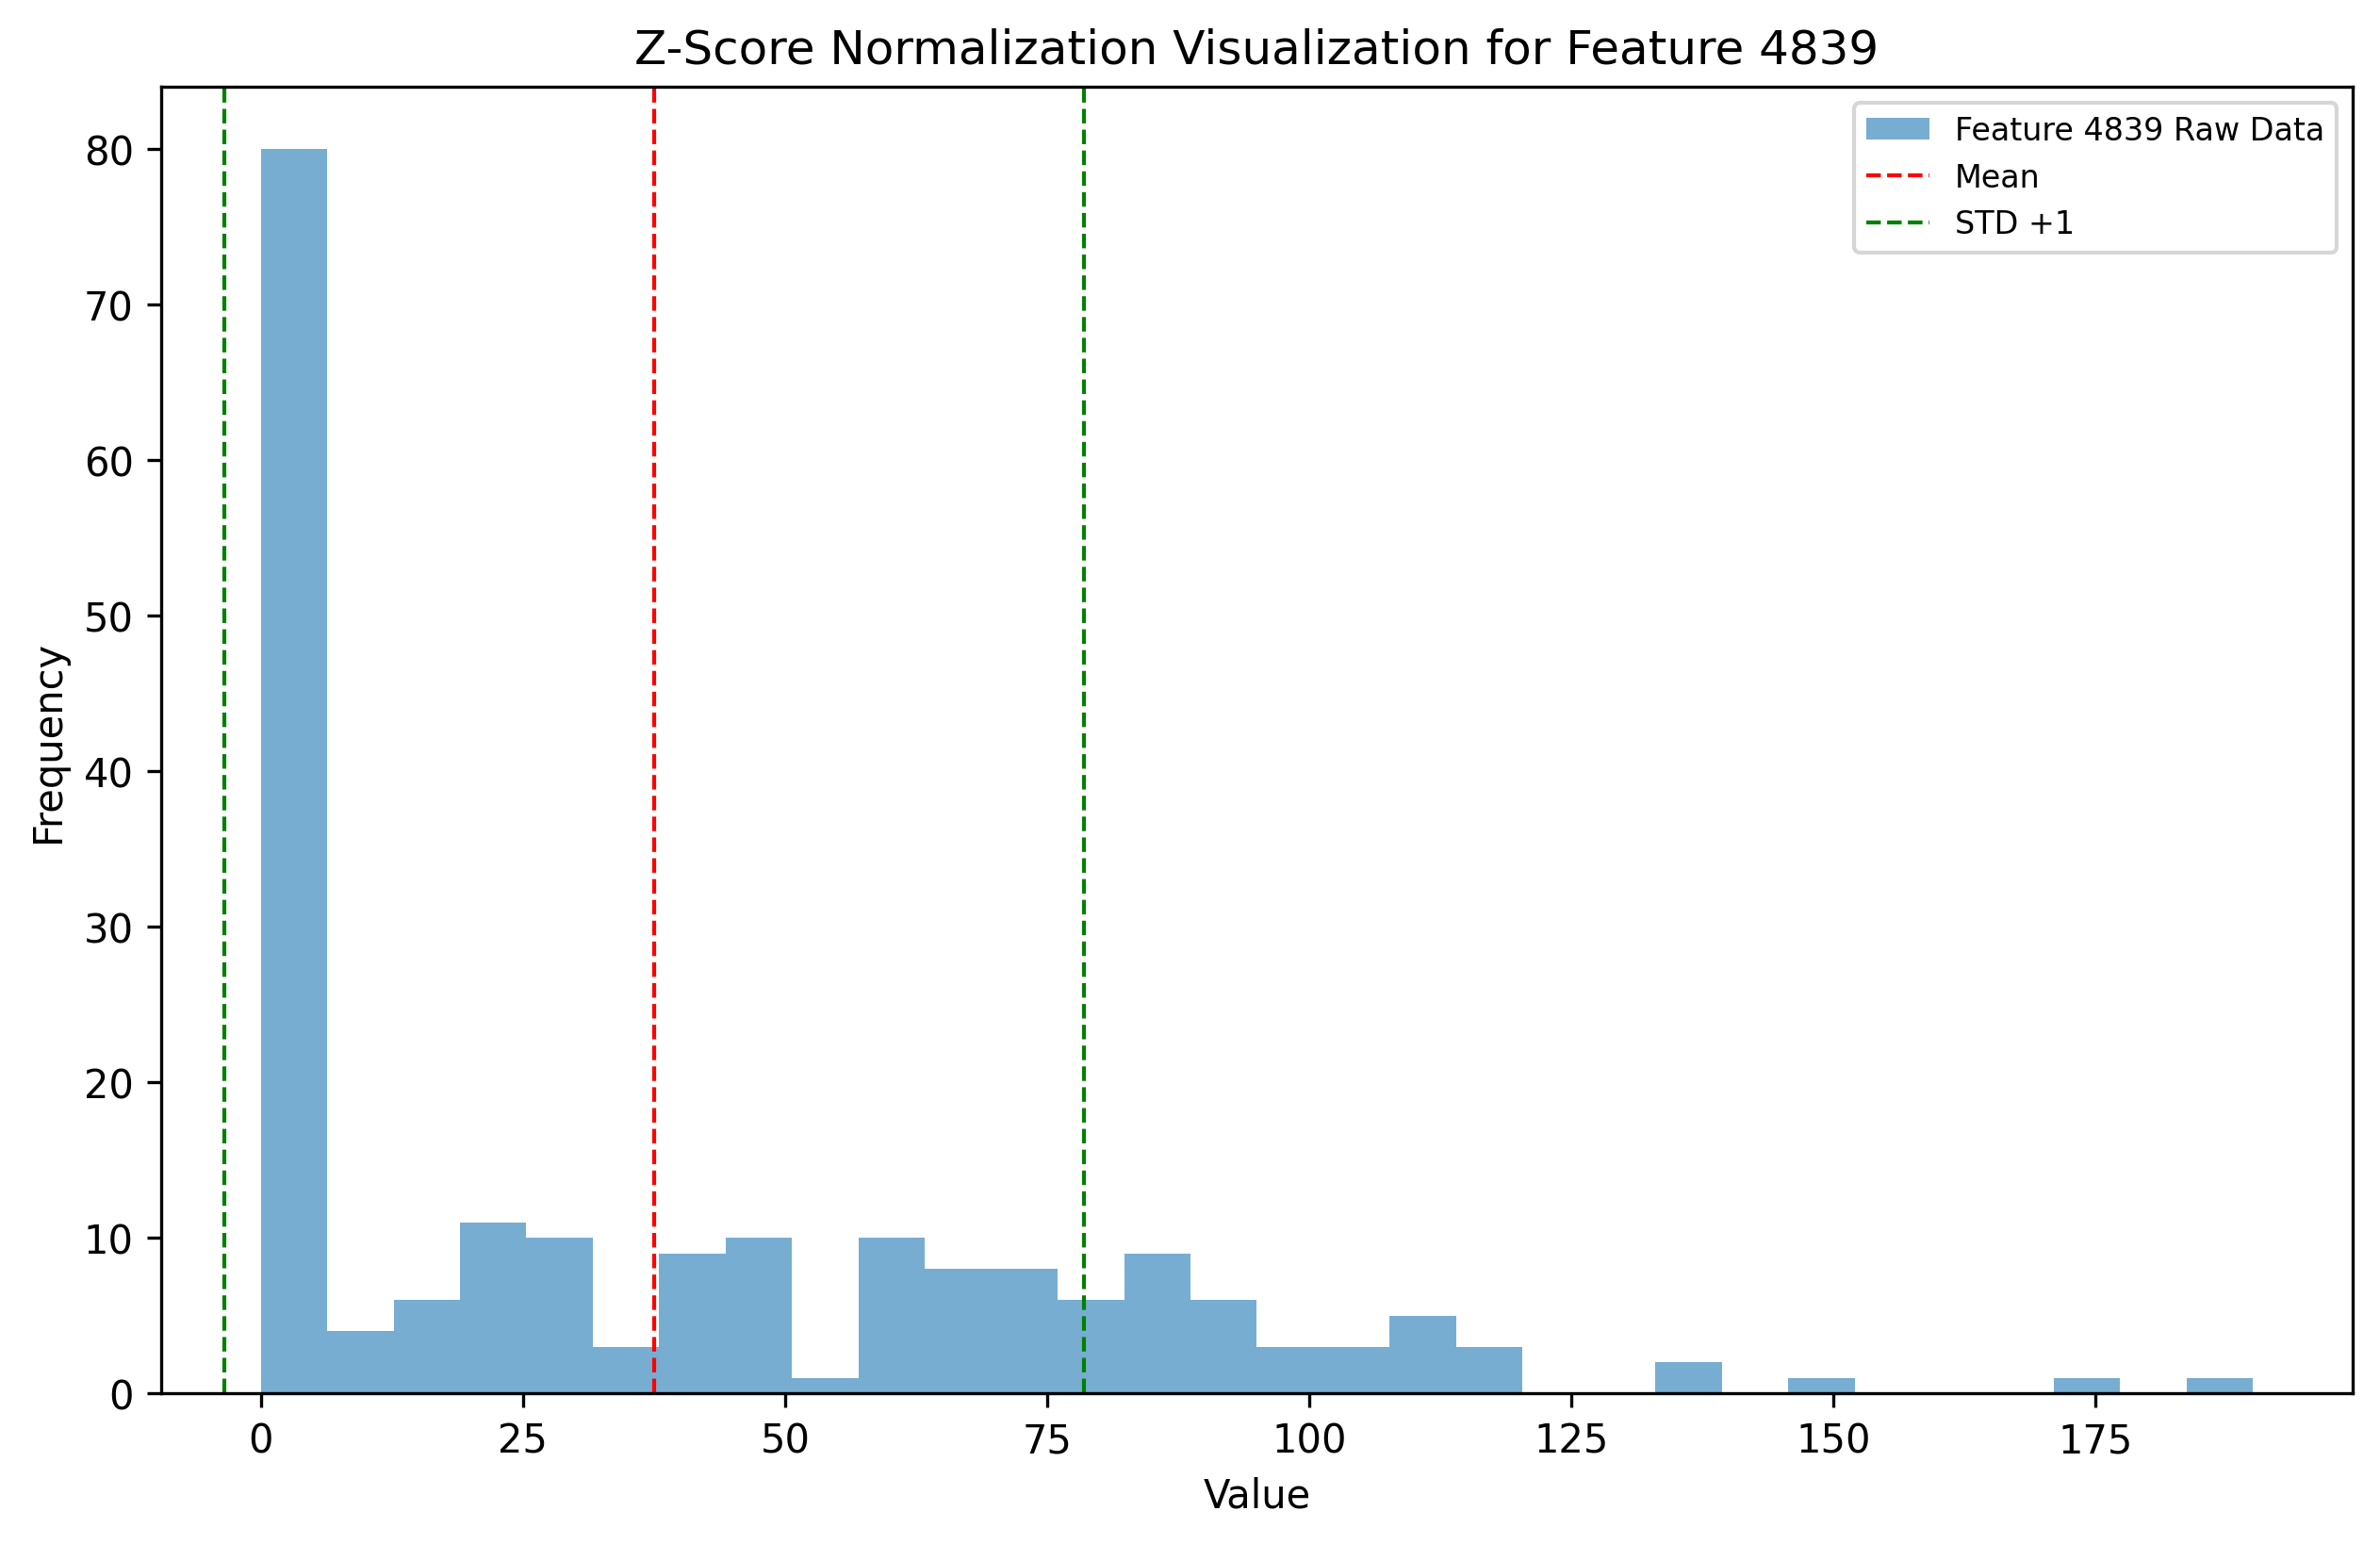 Z-Score Normalization Visualization for Feature 4839
Feature 4839 Raw Data
Mean
STD +1
80
70
60
50
40
30
20
10
0
Frequency
0 25 50 75 100 125 150 175
Value